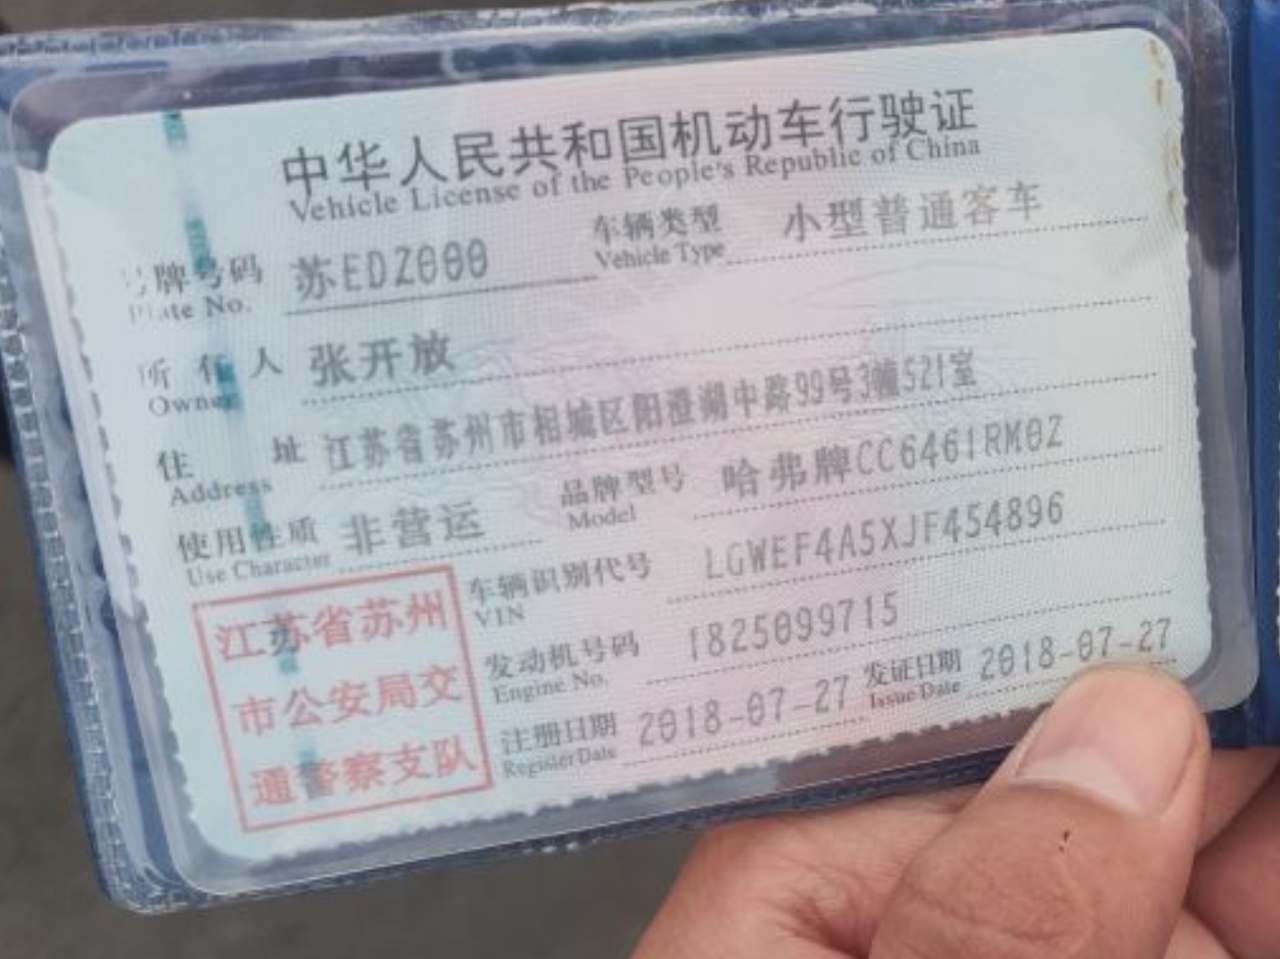 中华人民共和国机动车行驶证
Vehicle License of the People's Republic of China
号牌号码 苏EDZ000 车辆类型 小型普通客车
Plate No. Vehicle Type
所有人 张开放
Owner
住址 江苏省苏州市相城区阳澄湖中路99号3幢521室
Address
使用性质 非营运 品牌型号 哈弗牌CC6461RM0Z
Use Character Model
车辆识别代号 LGWEF4A5XJF454896
VIN
发动机号码 1825099715
Engine No.
注册日期 2018-07-27 发证日期 2018-07-27
Register Date Issue Date
江苏省苏州
市公安局交
通警察支队